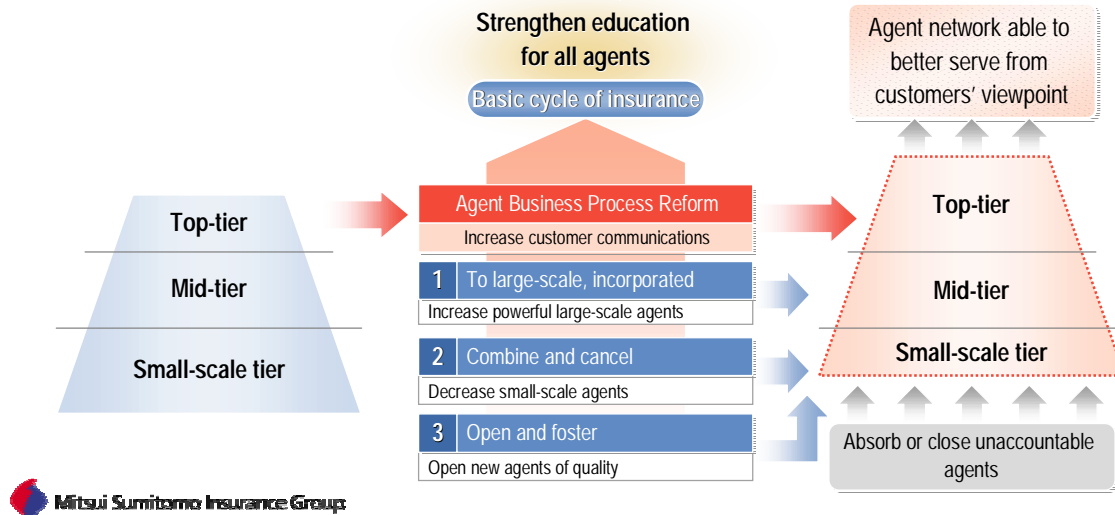 Strengthen education
for all agents
Basic cycle of insurance
Agent network able to
better serve from
customers' viewpoint
Top-tier
Mid-tier
Small-scale tier
Agent Business Process Reform
Increase customer communications
1 To large-scale, incorporated
Increase powerful large-scale agents
2 Combine and cancel
Decrease small-scale agents
3 Open and foster
Open new agents of quality
Top-tier
Mid-tier
Small-scale tier
Absorb or close unaccountable
agents
Mitsui Sumitomo Insurance Group